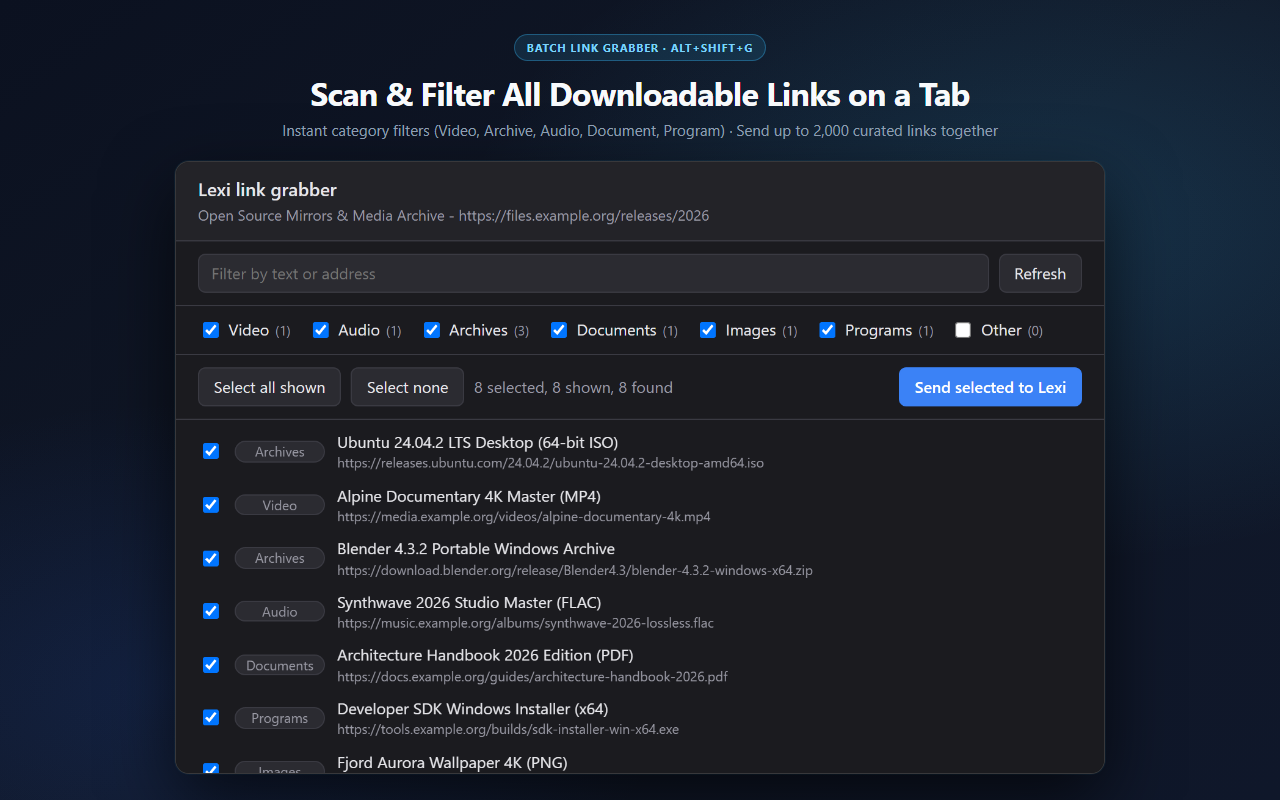 BATCH LINK GRABBER · ALT+SHIFT+G
Scan & Filter All Downloadable Links on a Tab
Instant category filters (Video, Archive, Audio, Document, Program) · Send up to 2,000 curated links together
Lexi link grabber
Open Source Mirrors & Media Archive - https://files.example.org/releases/2026
Filter by text or address
Refresh
Video (1) Audio (1) Archives (3) Documents (1) Images (1) Programs (1) Other (0)
Select all shown Select none 8 selected, 8 shown, 8 found Send selected to Lexi
Archives Ubuntu 24.04.2 LTS Desktop (64-bit ISO)
https://releases.ubuntu.com/24.04.2/ubuntu-24.04.2-desktop-amd64.iso
Video Alpine Documentary 4K Master (MP4)
https://media.example.org/videos/alpine-documentary-4k.mp4
Archives Blender 4.3.2 Portable Windows Archive
https://download.blender.org/release/Blender4.3/blender-4.3.2-windows-x64.zip
Audio Synthwave 2026 Studio Master (FLAC)
https://music.example.org/albums/synthwave-2026-lossless.flac
Documents Architecture Handbook 2026 Edition (PDF)
https://docs.example.org/guides/architecture-handbook-2026.pdf
Programs Developer SDK Windows Installer (x64)
https://tools.example.org/builds/sdk-installer-win-x64.exe
Images Fjord Aurora Wallpaper 4K (PNG)